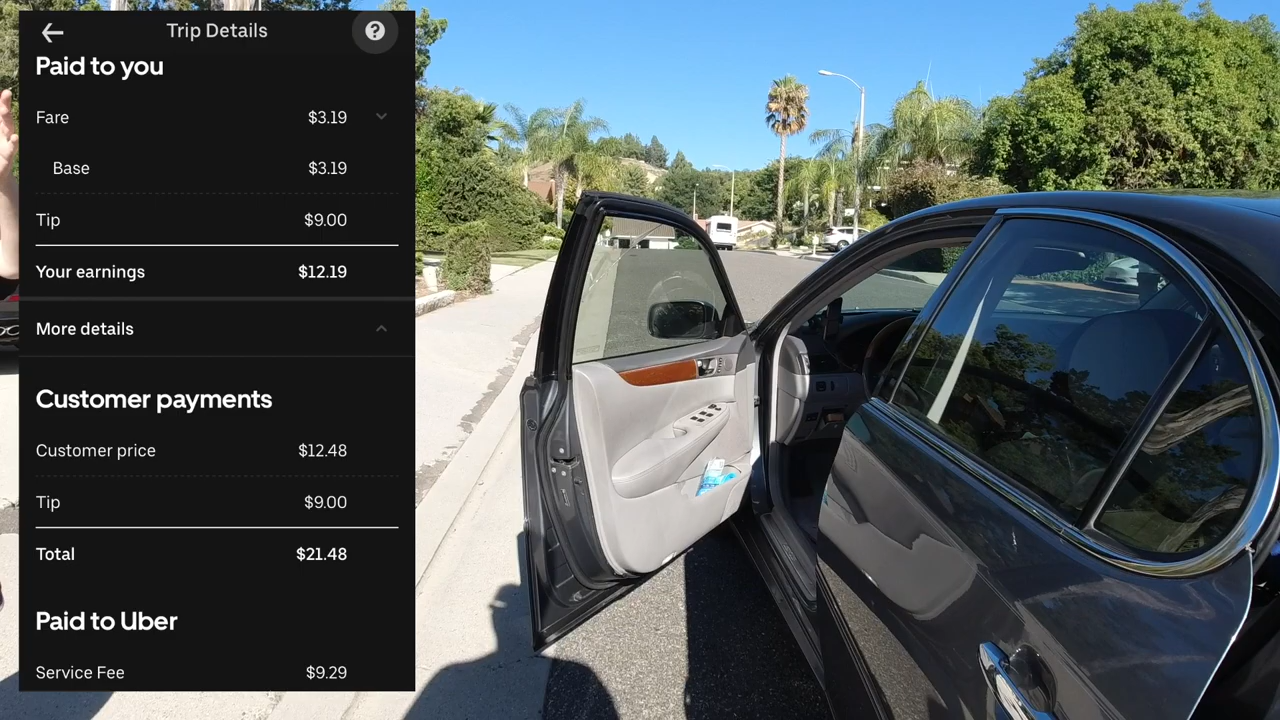 Trip Details
Paid to you
Fare $3.19
Base $3.19
Tip $9.00
Your earnings $12.19
More details
Customer payments
Customer price $12.48
Tip $9.00
Total $21.48
Paid to Uber
Service Fee $9.29